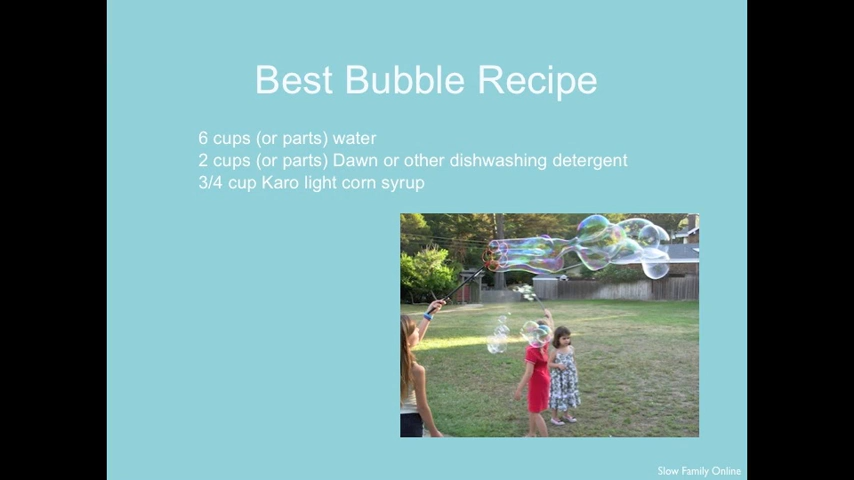 Best Bubble Recipe
6 cups (or parts) water
2 cups (or parts) Dawn or other dishwashing detergent
3/4 cup Karo light corn syrup
Slow Family Online